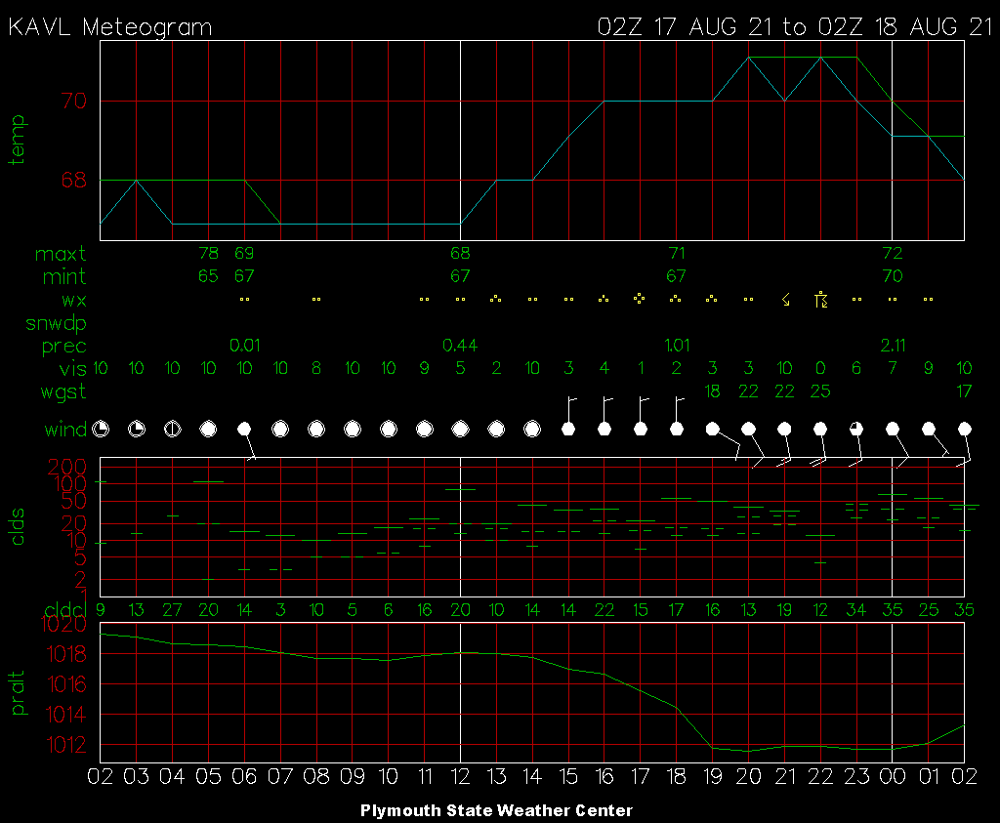 KAVL Meteogram 02Z 17 AUG 21 to 02Z 18 AUG 21
temp
70
68
maxt 78 69 68 71 72
mint 65 67 67 67 70
wx
snwdp
prec 0.01 0.44 1.01 2.11
vis 10 10 10 10 10 10 8 10 10 9 5 2 10 3 4 1 2 3 3 10 0 6 7 9 10
wgst 18 22 22 25 17
wind
clds
200
100
50
20
10
5
2
1
cldcl 9 13 27 20 14 3 10 5 6 16 20 10 14 14 22 15 17 16 13 19 12 34 35 25 35
pralt
1020
1018
1016
1014
1012
02 03 04 05 06 07 08 09 10 11 12 13 14 15 16 17 18 19 20 21 22 23 00 01 02
Plymouth State Weather Center